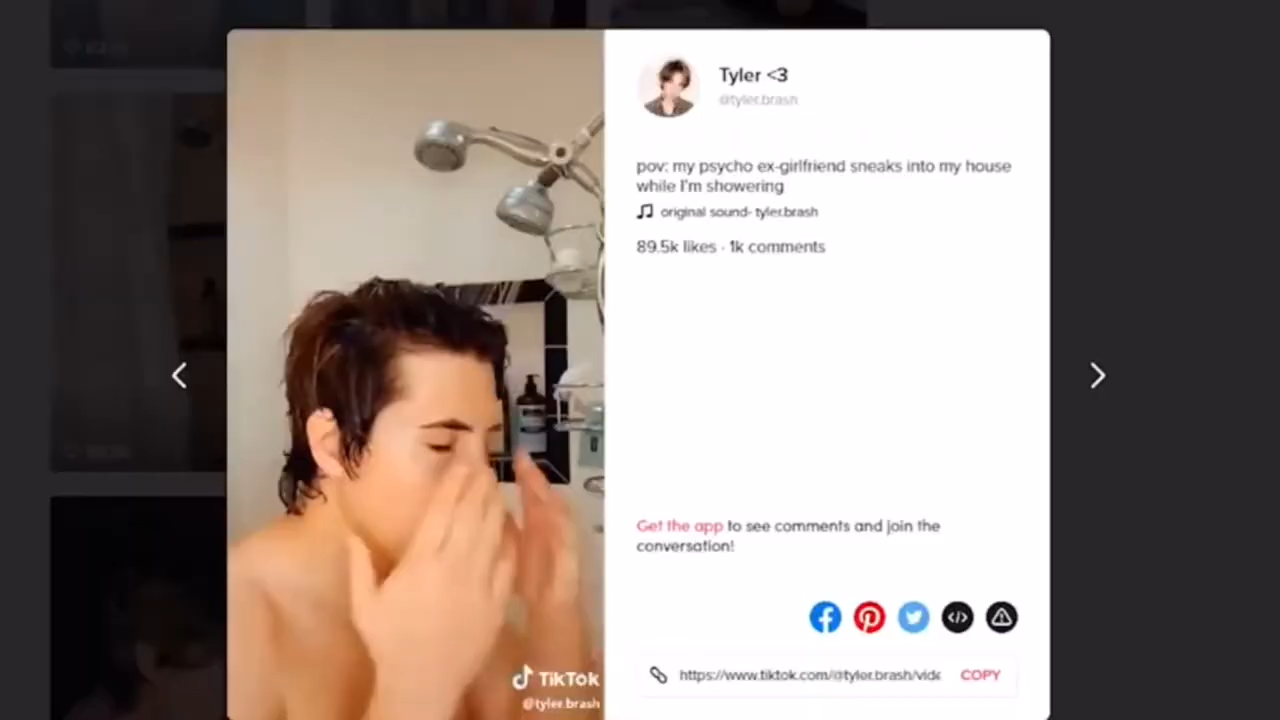 Tyler <3
@tyler.brash
pov: my psycho ex-girlfriend sneaks into my house
while I'm showering
original sound- tyler.brash
89.5k likes · 1k comments
Get the app to see comments and join the
conversation!
https://www.tiktok.com/@tyler.brash/vide
COPY
TikTok
@tyler.brash